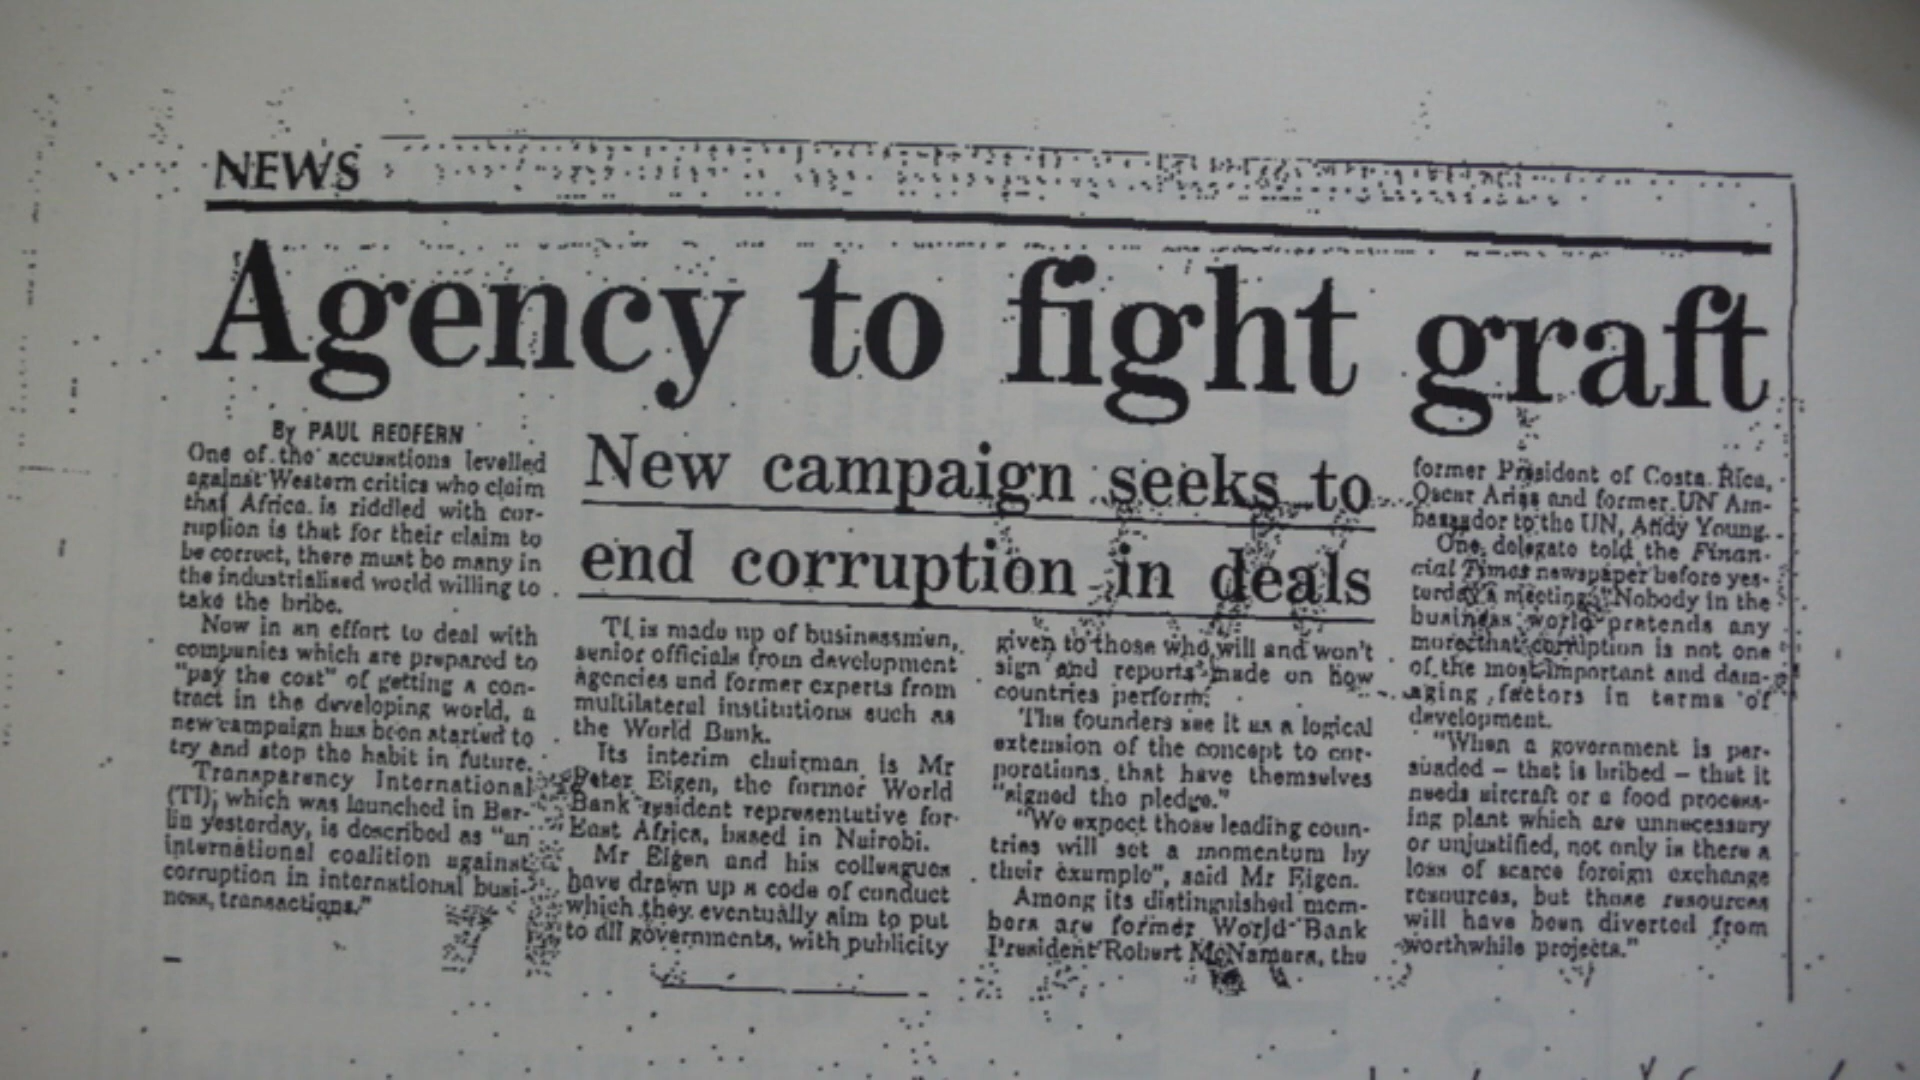 NEWS
Agency to fight graft
By PAUL REDFERN
One of the accusations levelled
against Western critics who claim
that Africa is riddled with cor-
ruption is that for their claim to
be correct, there must be many in
the industrialised world willing to
take the bribe.
Now in an effort to deal with
companies which are prepared to
"pay the cost" of getting a con-
tract in the developing world, a
new campaign has been started to
try and stop the habit in future.
Transparency International
(TI), which was launched in Ber-
lin yesterday, is described as "an
international coalition against
corruption in international busi-
ness, transactions."
New campaign seeks to
end corruption in deals
TI is made up of businessmen,
senior officials from development
agencies and former experts from
multilateral institutions such as
the World Bank.
Its interim chairman is Mr
Peter Eigen, the former World
Bank resident representative for
East Africa, based in Nairobi.
Mr Eigen and his colleagues
have drawn up a code of conduct
which they eventually aim to put
to all governments, with publicity
given to those who will and won't
sign and reports made on how
countries perform.
The founders see it as a logical
extension of the concept to cor-
porations that have themselves
"signed the pledge."
"We expect those leading coun-
tries will set a momentum by
their example", said Mr Eigen.
Among its distinguished mem-
bers are former World Bank
President Robert McNamara, the
former President of Costa Rica,
Oscar Arias and former UN Am-
bassador to the UN, Andy Young.
One delegate told the Finan-
cial Times newspaper before yes-
terday's meeting: "Nobody in the
business world pretends any
more that corruption is not one
of the most important and dam-
aging factors in terms of
development.
"When a government is per-
suaded – that is bribed – that it
needs aircraft or a food process-
ing plant which are unnecessary
or unjustified, not only is there a
loss of scarce foreign exchange
resources, but those resources
will have been diverted from
worthwhile projects."